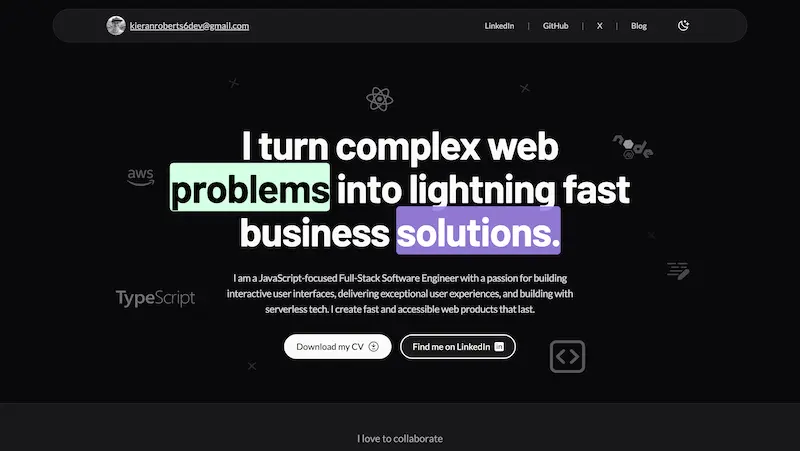 kieranroberts6dev@gmail.com
LinkedIn | GitHub | X | Blog
I turn complex web
problems into lightning fast
business solutions.
aws
node
TypeScript
I am a JavaScript-focused Full-Stack Software Engineer with a passion for building
interactive user interfaces, delivering exceptional user experiences, and building with
serverless tech. I create fast and accessible web products that last.
Download my CV
Find me on LinkedIn in
I love to collaborate